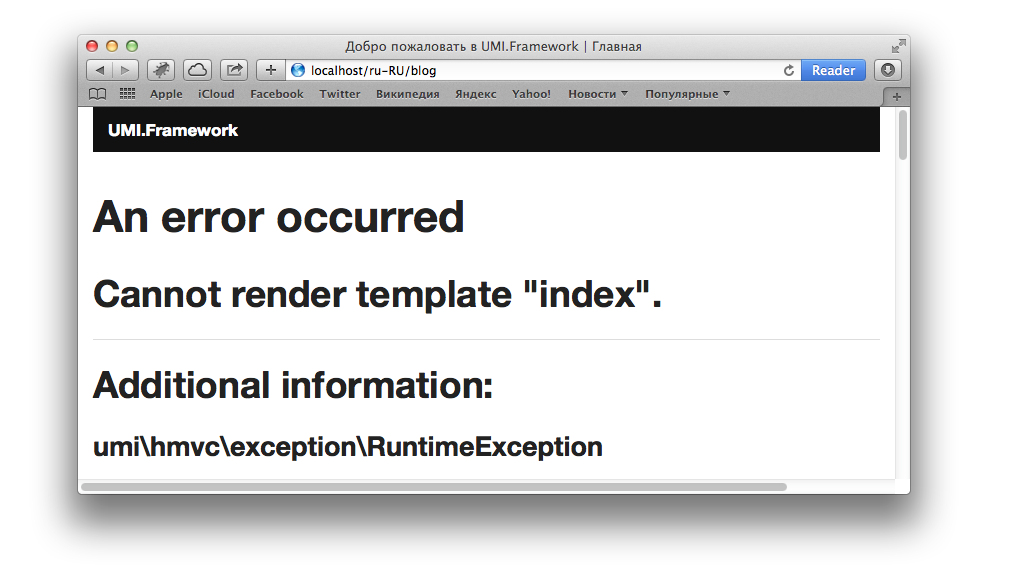 Добро пожаловать в UMI.Framework | Главная
localhost/ru-RU/blog
Reader
Apple iCloud Facebook Twitter Википедия Яндекс Yahoo! Новости Популярные
UMI.Framework
An error occurred
Cannot render template "index".
Additional information:
umi\hmvc\exception\RuntimeException